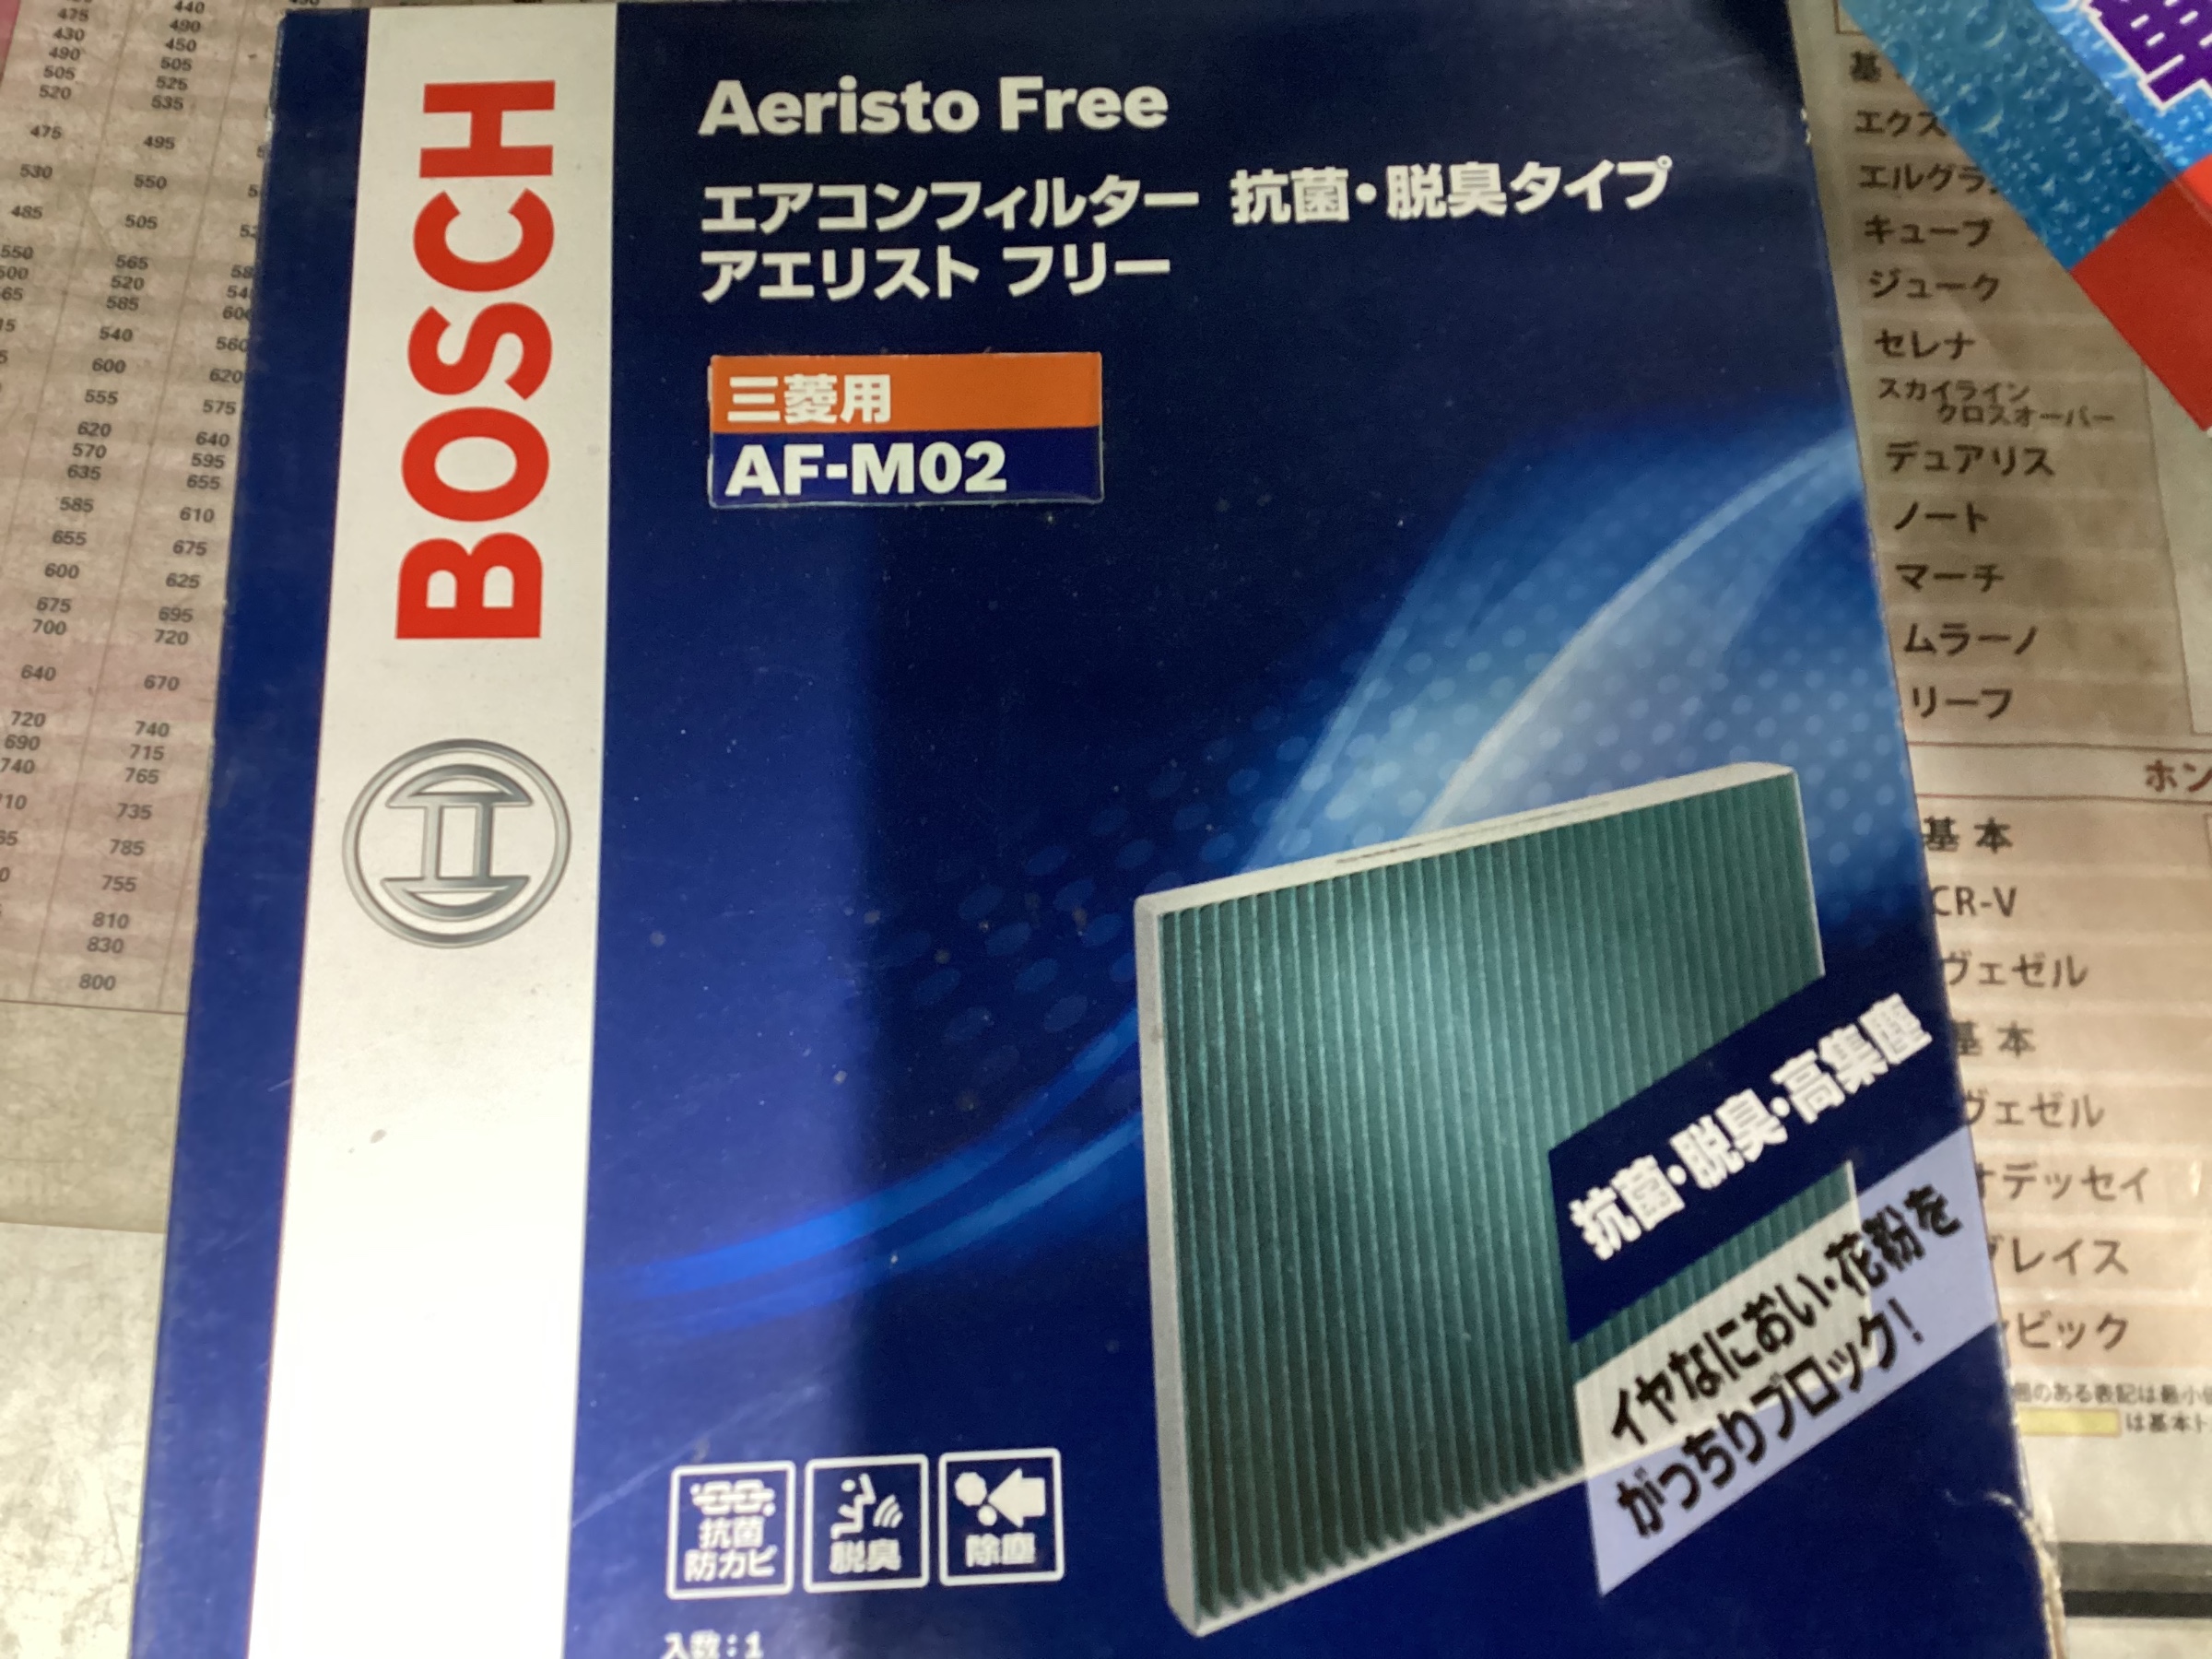 BOSCH
Aeristo Free
エアコンフィルター 抗菌・脱臭タイプ
アエリスト フリー
三菱用
AF-M02
抗菌・脱臭・高集塵
イヤなにおい・花粉を
がっちりブロック!
抗菌
防カビ
脱臭
除塵
入数:1
キューブ
ジューク
セレナ
スカイライン
クロスオーバー
デュアリス
ノート
マーチ
ムラーノ
リーフ
基本
CR-V
ヴェゼル
基本
ヴェゼル
オデッセイ
グレイス
440
475 490
430 450
490 505
505 525
520 535
475 495
530 550
485 505
550 565
520
585
540
600 620
555 575
620 640
570 595
635 655
585 610
655 675
600 625
675 695
700 720
640 670
720 740
690 715
740 765
735
785
755
810
830
800